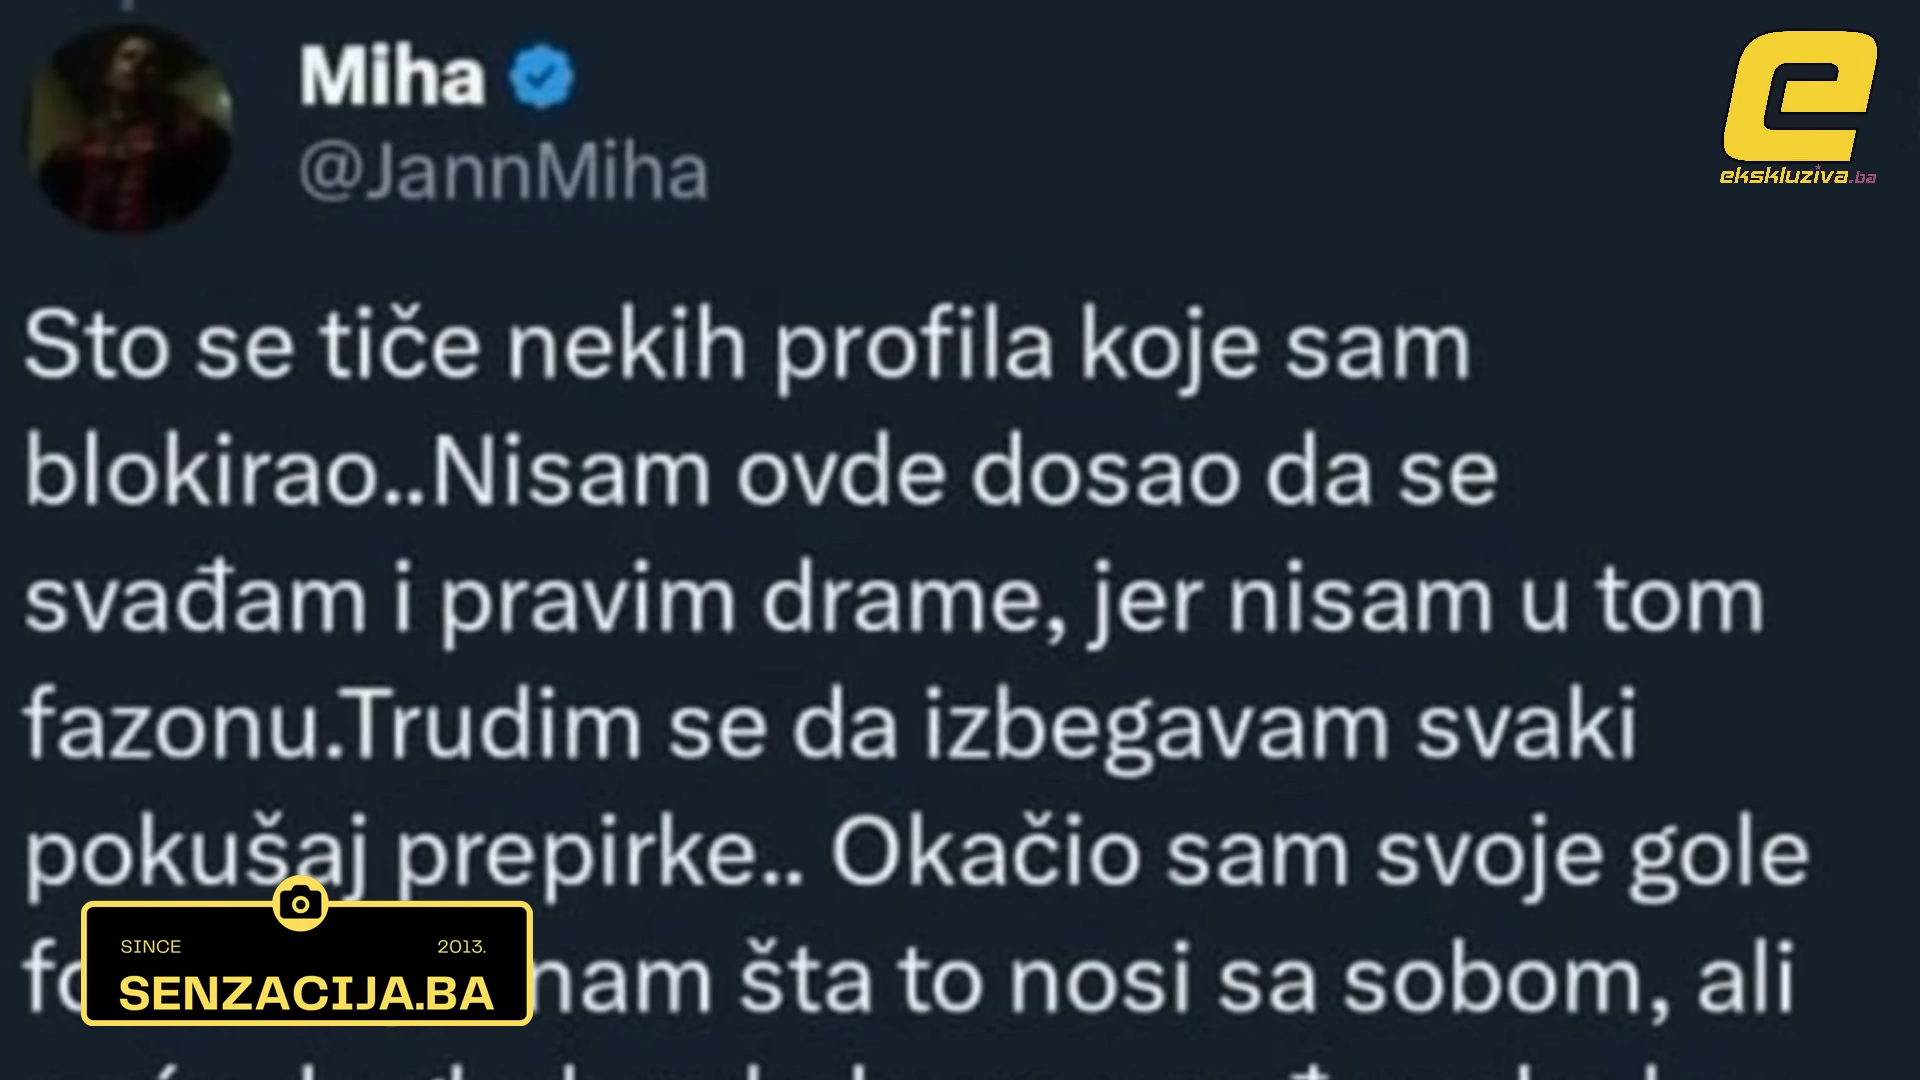 Miha
@JannMiha
ekskluziva.ba
Sto se tiče nekih profila koje sam
blokirao..Nisam ovde dosao da se
svađam i pravim drame, jer nisam u tom
fazonu.Trudim se da izbegavam svaki
pokušaj prepirke.. Okačio sam svoje gole
šta to nosi sa sobom, ali
SINCE 2013.
SENZACIJA.BA